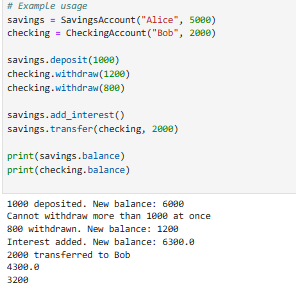 # Example usage
savings = SavingsAccount("Alice", 5000)
checking = CheckingAccount("Bob", 2000)
savings.deposit(1000)
checking.withdraw(1200)
checking.withdraw(800)
savings.add_interest()
savings.transfer(checking, 2000)
print(savings.balance)
print(checking.balance)
1000 deposited. New balance: 6000
Cannot withdraw more than 1000 at once
800 withdrawn. New balance: 1200
Interest added. New balance: 6300.0
2000 transferred to Bob
4300.0
3200